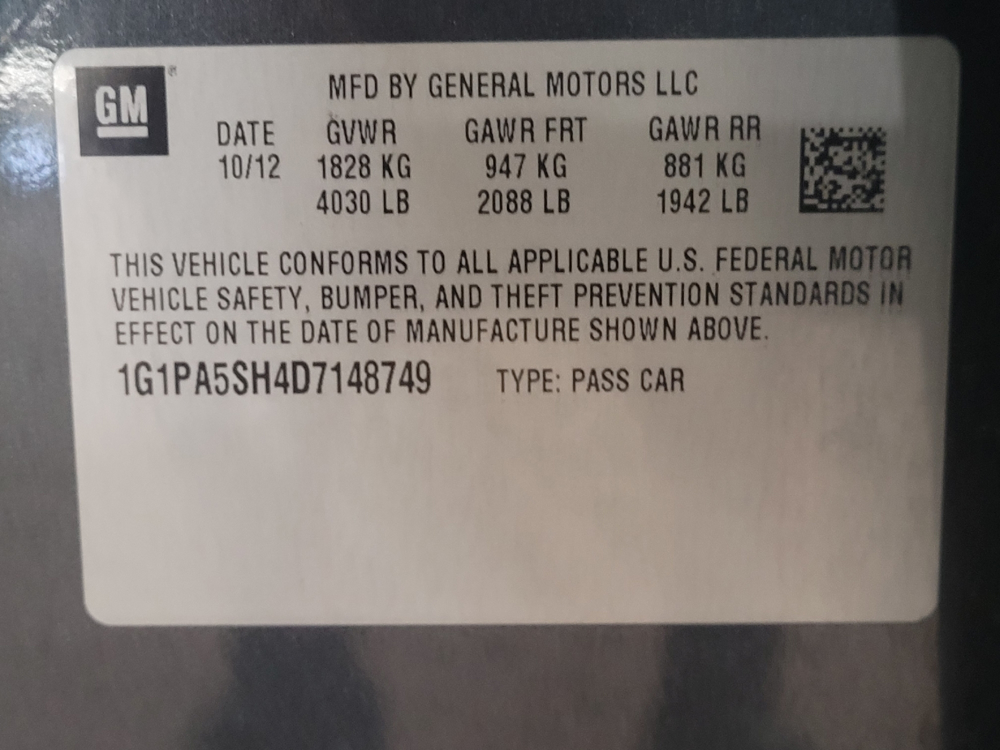 GM
®
MFD BY GENERAL MOTORS LLC
DATE GVWR GAWR FRT GAWR RR
10/12 1828 KG 947 KG 881 KG
4030 LB 2088 LB 1942 LB
THIS VEHICLE CONFORMS TO ALL APPLICABLE U.S. FEDERAL MOTOR
VEHICLE SAFETY, BUMPER, AND THEFT PREVENTION STANDARDS IN
EFFECT ON THE DATE OF MANUFACTURE SHOWN ABOVE.
1G1PA5SH4D7148749 TYPE: PASS CAR